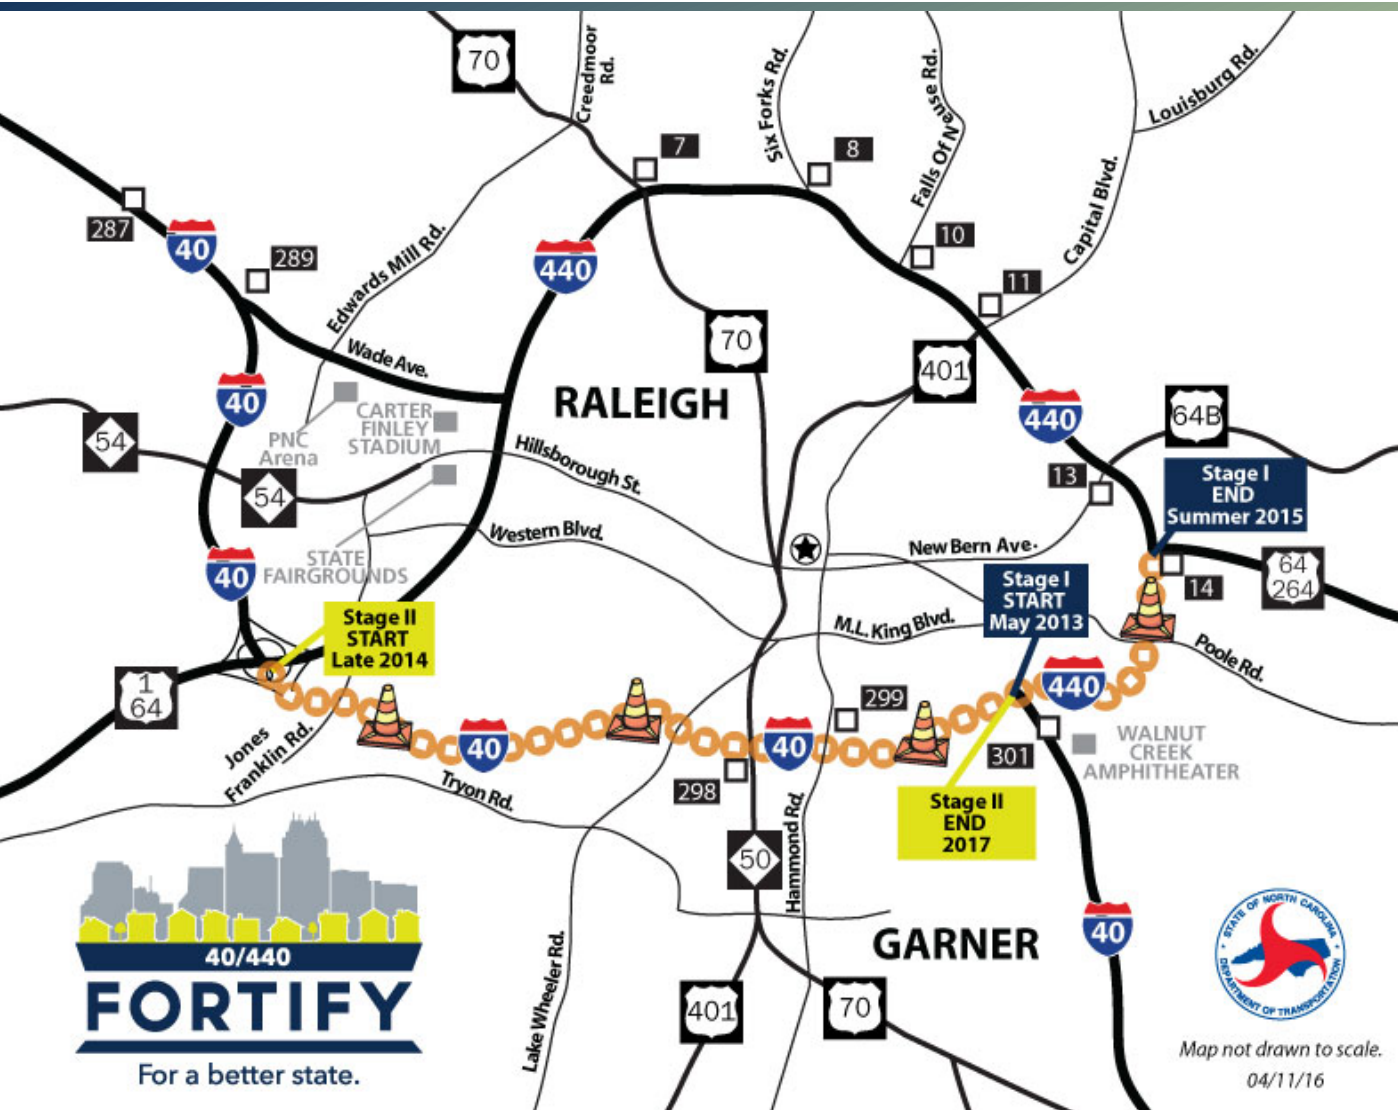 70
Creedmoor
Rd.
Six Forks Rd.
Falls Of Neuse Rd.
Louisburg Rd.
7
8
287
40
289
Edwards Mill Rd.
440
10
Capital Blvd.
11
Wade Ave.
70
401
40
RALEIGH
440
64B
54
PNC
Arena
CARTER
FINLEY
STADIUM
54
Hillsborough St.
13
Stage I
END
Summer 2015
Western Blvd.
New Bern Ave.
40
STATE
FAIRGROUNDS
64
264
14
Stage I
START
May 2013
Stage II
START
Late 2014
M.L. King Blvd.
Poole Rd.
1
64
440
299
Jones
Franklin Rd.
40
40
301
WALNUT
CREEK
AMPHITHEATER
Tryon Rd.
298
Stage II
END
2017
Hammond Rd.
50
40
GARNER
Lake Wheeler Rd.
401
70
40/440
FORTIFY
For a better state.
STATE OF NORTH CAROLINA
DEPARTMENT OF TRANSPORTATION
Map not drawn to scale.
04/11/16